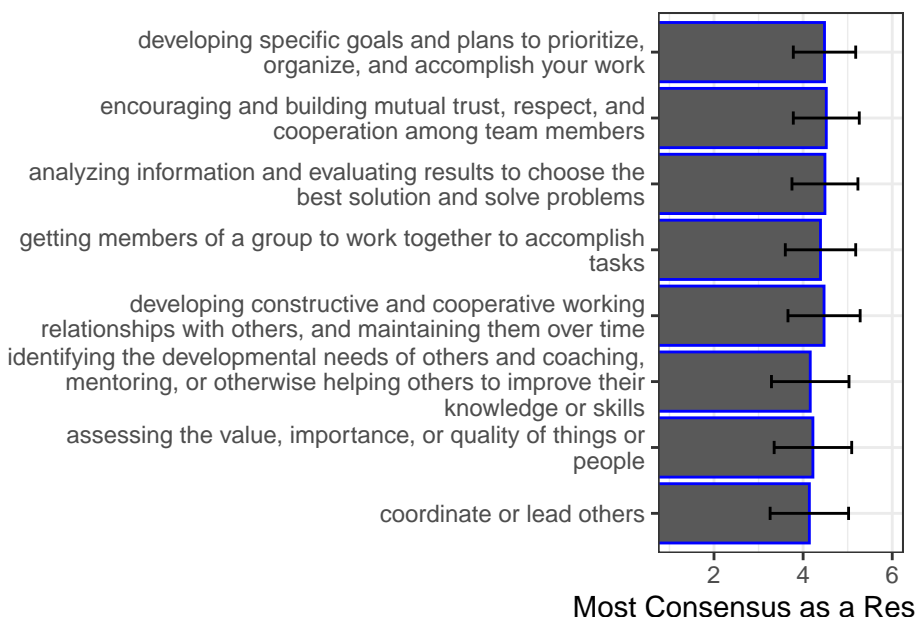 developing specific goals and plans to prioritize,
organize, and accomplish your work
encouraging and building mutual trust, respect, and
cooperation among team members
analyzing information and evaluating results to choose the
best solution and solve problems
getting members of a group to work together to accomplish
tasks
developing constructive and cooperative working
relationships with others, and maintaining them over time
identifying the developmental needs of others and coaching,
mentoring, or otherwise helping others to improve their
knowledge or skills
assessing the value, importance, or quality of things or
people
coordinate or lead others
2 4 6
Most Consensus as a Res